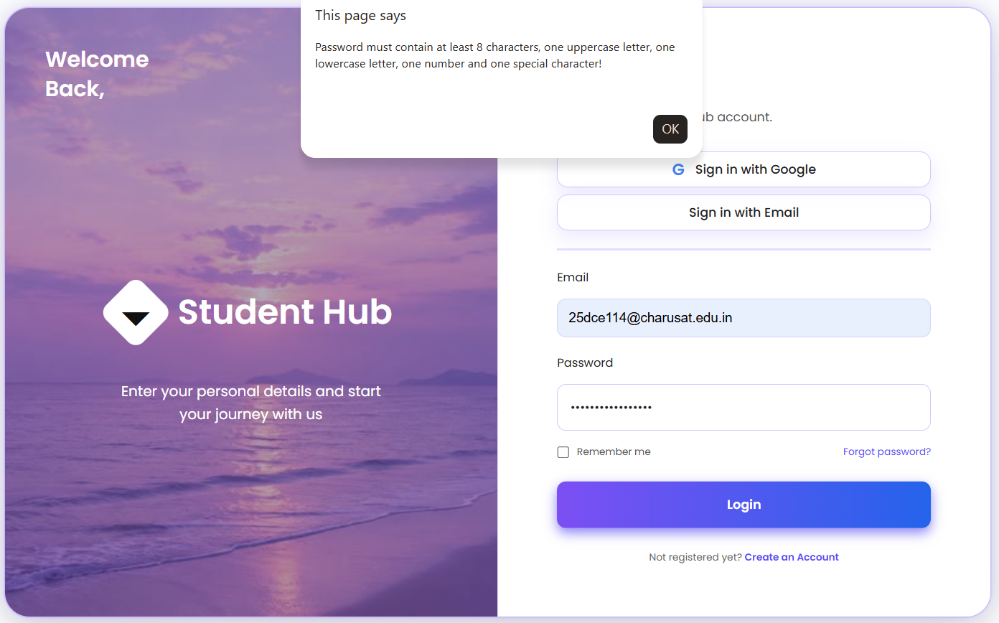 Welcome
Back,
Student Hub
Enter your personal details and start
your journey with us
This page says
Password must contain at least 8 characters, one uppercase letter, one
lowercase letter, one number and one special character!
OK
account.
G Sign in with Google
Sign in with Email
Email
25dce114@charusat.edu.in
Password
•••••••••••••••••
Remember me
Forgot password?
Login
Not registered yet? Create an Account